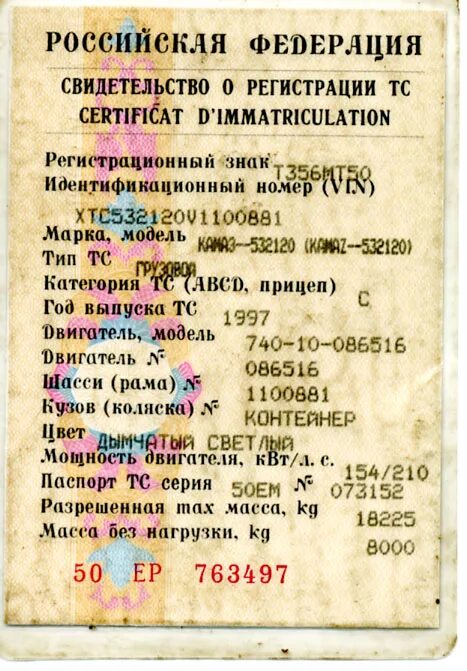 РОССИЙСКАЯ ФЕДЕРАЦИЯ
СВИДЕТЕЛЬСТВО О РЕГИСТРАЦИИ ТС
CERTIFICAT D'IMMATRICULATION
Регистрационный знак Т356МТ50
Идентификационный номер (VIN)
XTC532120V1100881
Марка, модель КАМАЗ--532120 (KAMAZ--532120)
Тип ТС ГРУЗОВОЙ
Категория ТС (ABCD, прицеп) C
Год выпуска ТС 1997
Двигатель, модель 740-10-086516
Двигатель № 086516
Шасси (рама) № 1100881
Кузов (коляска) № КОНТЕЙНЕР
Цвет ДЫМЧАТЫЙ СВЕТЛЫЙ
Мощность двигателя, кВт/л. с. 154/210
Паспорт ТС серия 50ЕМ № 073152
Разрешенная max масса, kg 18225
Масса без нагрузки, kg 8000
50 ЕР 763497